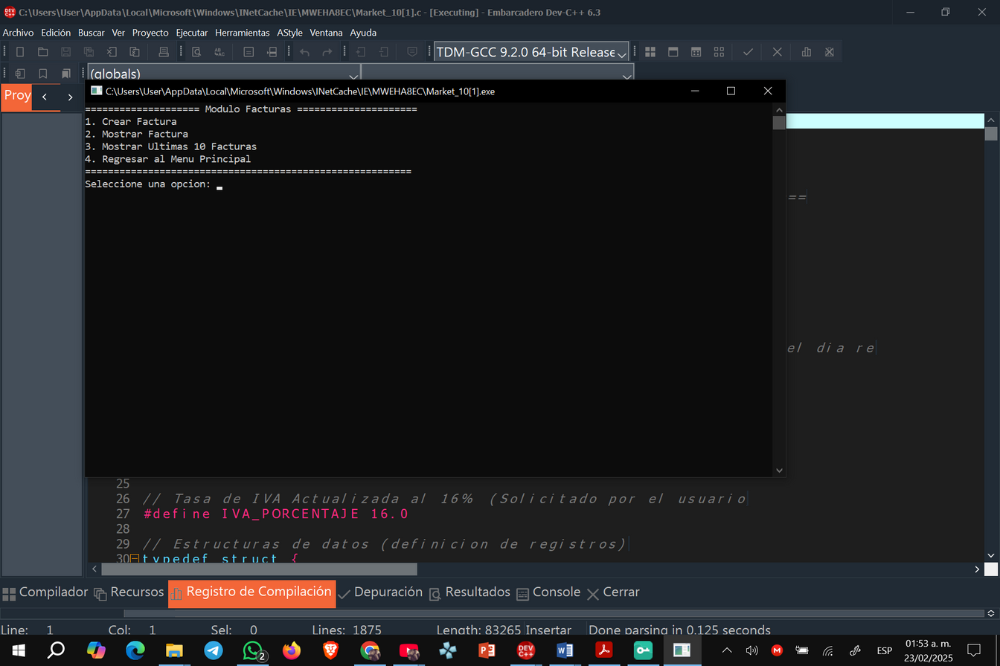 C:\Users\User\AppData\Local\Microsoft\Windows\INetCache\IE\MWEHA8EC\Market_10[1].c - [Executing] - Embarcadero Dev-C++ 6.3
Archivo Edición Buscar Ver Proyecto Ejecutar Herramientas AStyle Ventana Ayuda
TDM-GCC 9.2.0 64-bit Release
(globals)
Proy
C:\Users\User\AppData\Local\Microsoft\Windows\INetCache\IE\MWEHA8EC\Market_10[1].exe
==================== Modulo Facturas =====================
1. Crear Factura
2. Mostrar Factura
3. Mostrar Ultimas 10 Facturas
4. Regresar al Menu Principal
=========================================================
Seleccione una opcion:
==
el dia re
25
26 // Tasa de IVA Actualizada al 16% (Solicitado por el usuario
27 #define IVA_PORCENTAJE 16.0
28
29 // Estructuras de datos (definicion de registros)
30 typedef struct {
Compilador Recursos Registro de Compilación Depuración Resultados Console Cerrar
Line: 1 Col: 1 Sel: 0 Lines: 1875 Length: 83265 Insertar Done parsing in 0.125 seconds
2
DEV C++
ESP
01:53 a. m.
23/02/2025